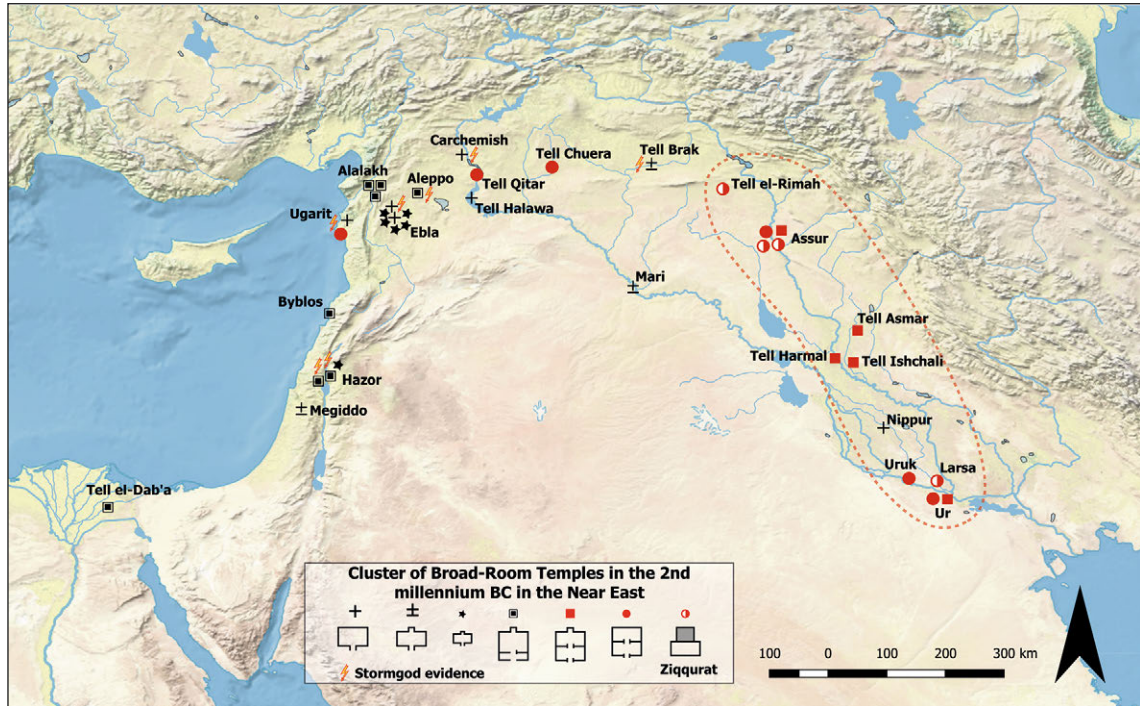 Carchemish
Tell Brak
Tell Chuera
Alalakh
Aleppo
Tell Qitar
Tell el-Rimah
Tell Halawa
Ugarit
Ebla
Assur
Mari
Byblos
Tell Asmar
Tell Harmal
Tell Ishchali
Hazor
Megiddo
Nippur
Uruk
Larsa
Tell el-Dab'a
Ur
Cluster of Broad-Room Temples in the 2nd
millennium BC in the Near East
Stormgod evidence
Ziqqurat
100 0 100 200 300 km